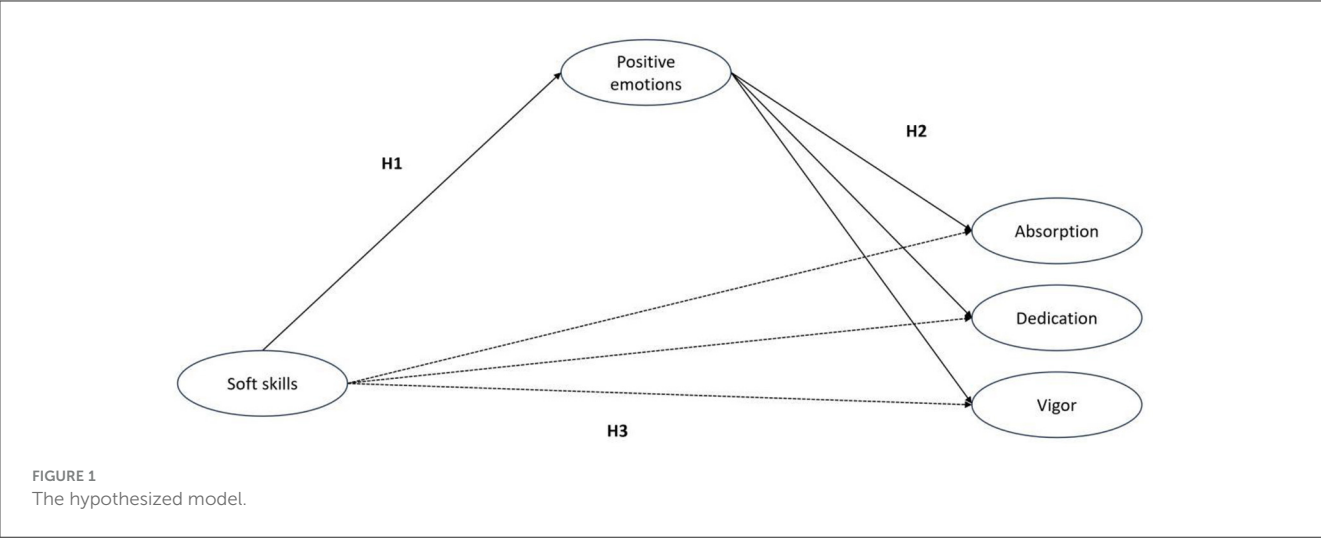 Positive
emotions
H1
H2
Absorption
Dedication
Soft skills
Vigor
H3
FIGURE 1
The hypothesized model.